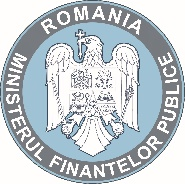 ROMANIA
MINISTERUL FINANTELOR PUBLICE